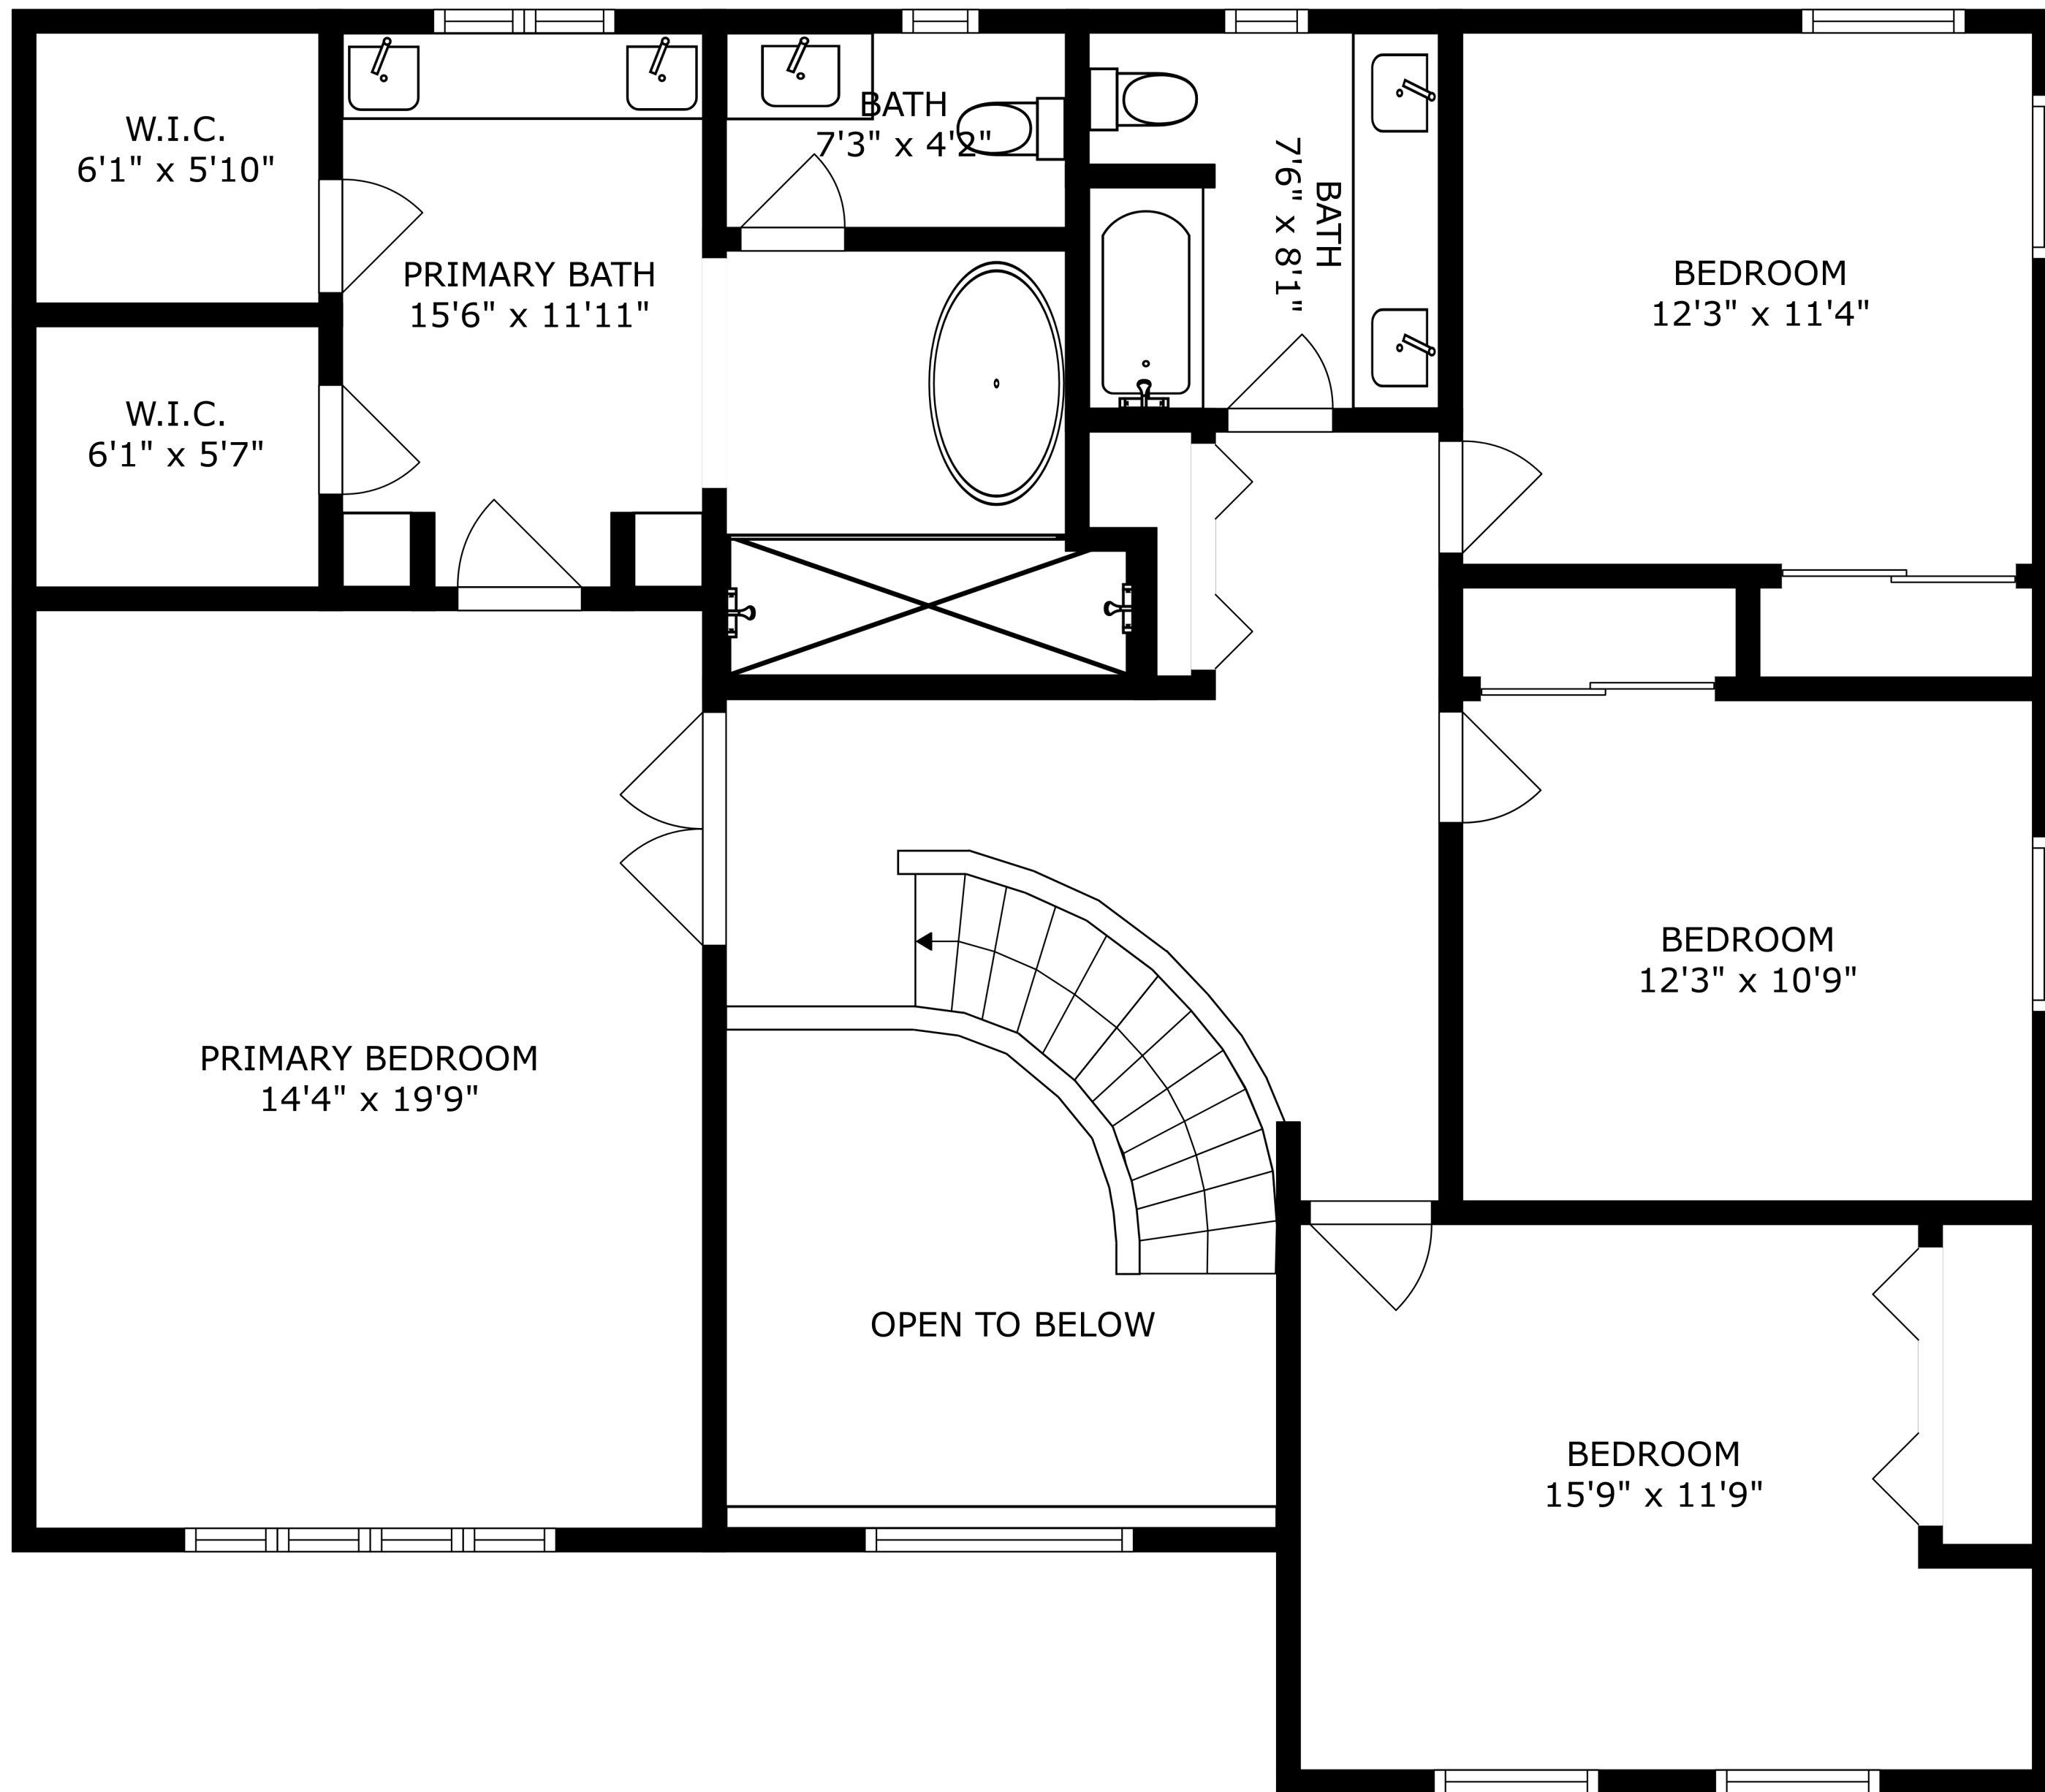 W.I.C.
6'1" x 5'10"
BATH
7'3" x 4'2"
BATH
7'6" x 8'1"
PRIMARY BATH
15'6" x 11'11"
BEDROOM
12'3" x 11'4"
W.I.C.
6'1" x 5'7"
BEDROOM
12'3" x 10'9"
PRIMARY BEDROOM
14'4" x 19'9"
OPEN TO BELOW
BEDROOM
15'9" x 11'9"